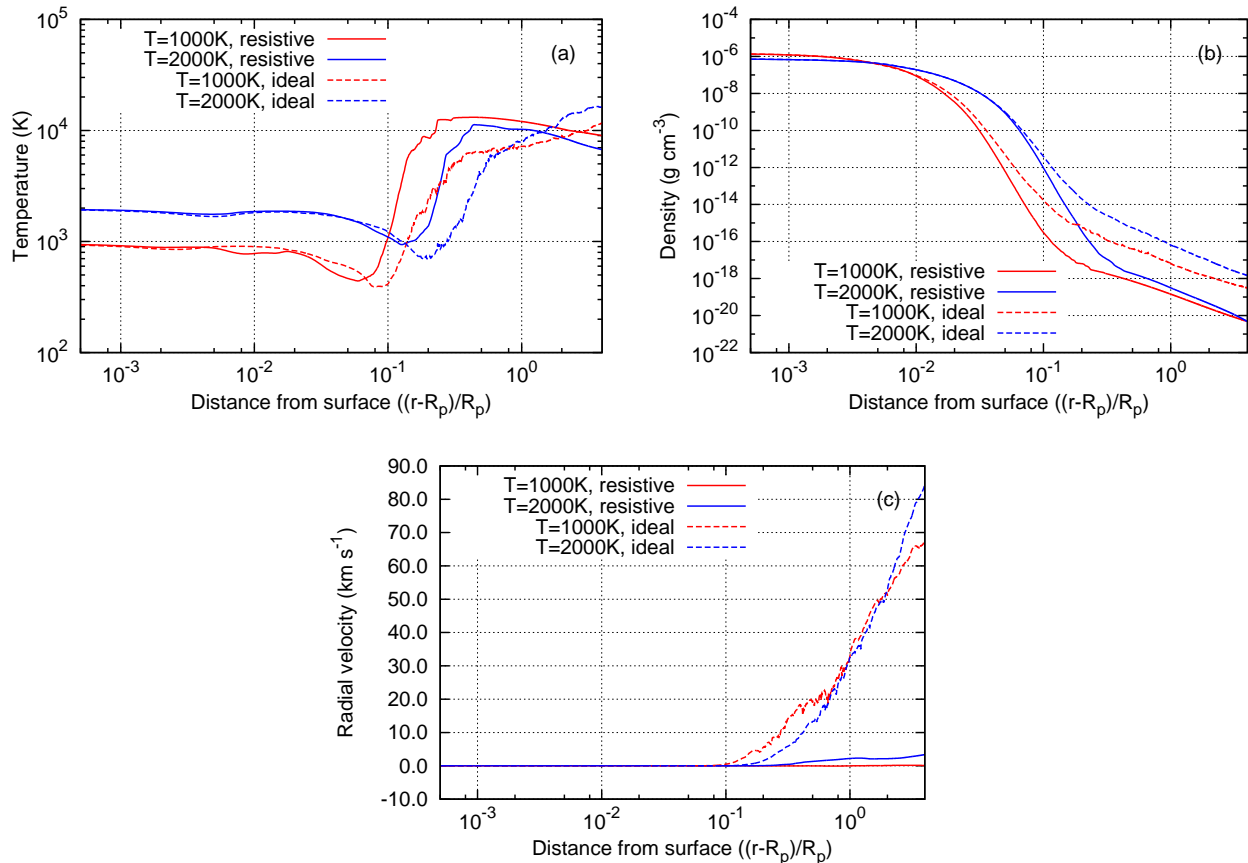 T=1000K, resistive
T=2000K, resistive
T=1000K, ideal
T=2000K, ideal
(a)
10^5
10^4
10^3
10^2
Temperature (K)
10^-3
10^-2
10^-1
10^0
Distance from surface ((r-R_p)/R_p)
(b)
10^0
10^-2
10^-4
10^-6
10^-8
10^-10
10^-12
10^-14
10^-16
10^-18
10^-20
10^-22
Density (g cm^-3)
T=1000K, resistive
T=2000K, resistive
T=1000K, ideal
T=2000K, ideal
10^-3
10^-2
10^-1
10^0
Distance from surface ((r-R_p)/R_p)
T=1000K, resistive
T=2000K, resistive
T=1000K, ideal
T=2000K, ideal
(c)
90.0
80.0
70.0
60.0
50.0
40.0
30.0
20.0
10.0
0.0
-10.0
Radial velocity (km s^-1)
10^-3
10^-2
10^-1
10^0
Distance from surface ((r-R_p)/R_p)